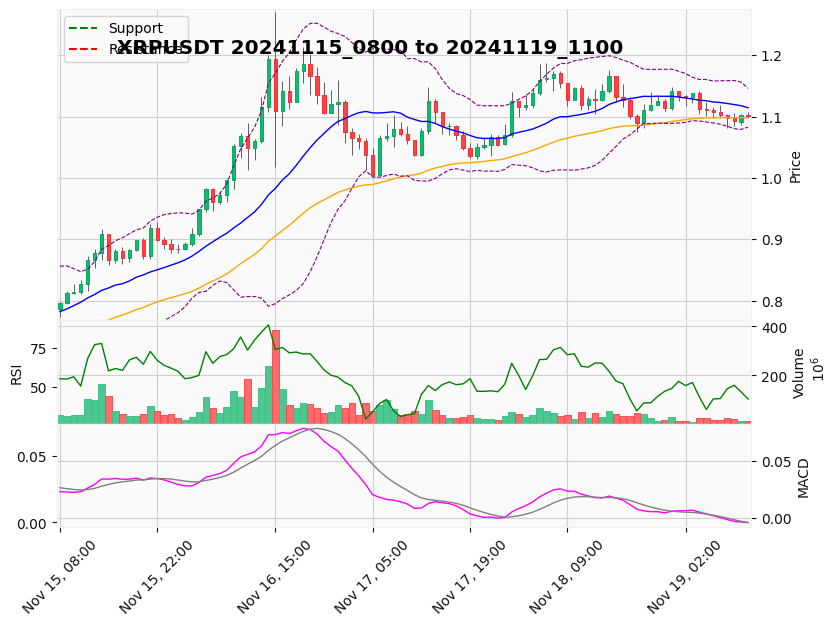 Support
Resistance
XRPUSDT 20241115_0800 to 20241119_1100
1.2
1.1
1.0
0.9
0.8
Price
75
50
RSI
400
200
Volume
10^6
0.05
0.00
0.05
0.00
MACD
Nov 15, 08:00
Nov 15, 22:00
Nov 16, 15:00
Nov 17, 05:00
Nov 17, 19:00
Nov 18, 09:00
Nov 19, 02:00